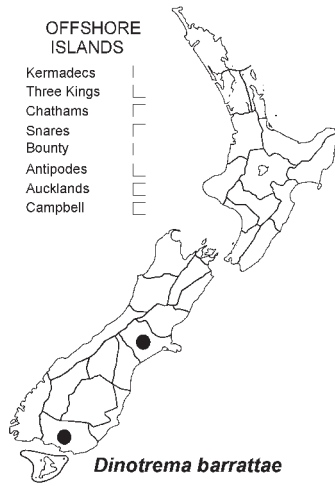 OFFSHORE
ISLANDS
Kermadecs
Three Kings
Chathams
Snares
Bounty
Antipodes
Aucklands
Campbell
Dinotrema barrattae